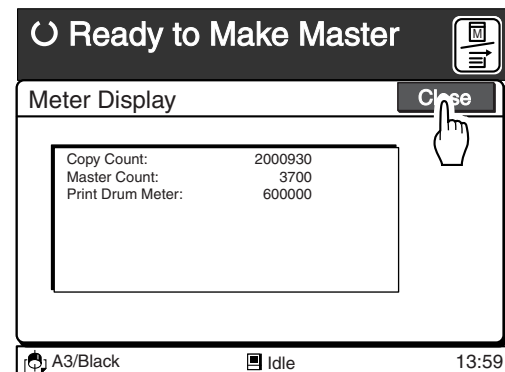 Ready to Make Master
M
Meter Display Close
Copy Count: 2000930
Master Count: 3700
Print Drum Meter: 600000
A3/Black Idle 13:59